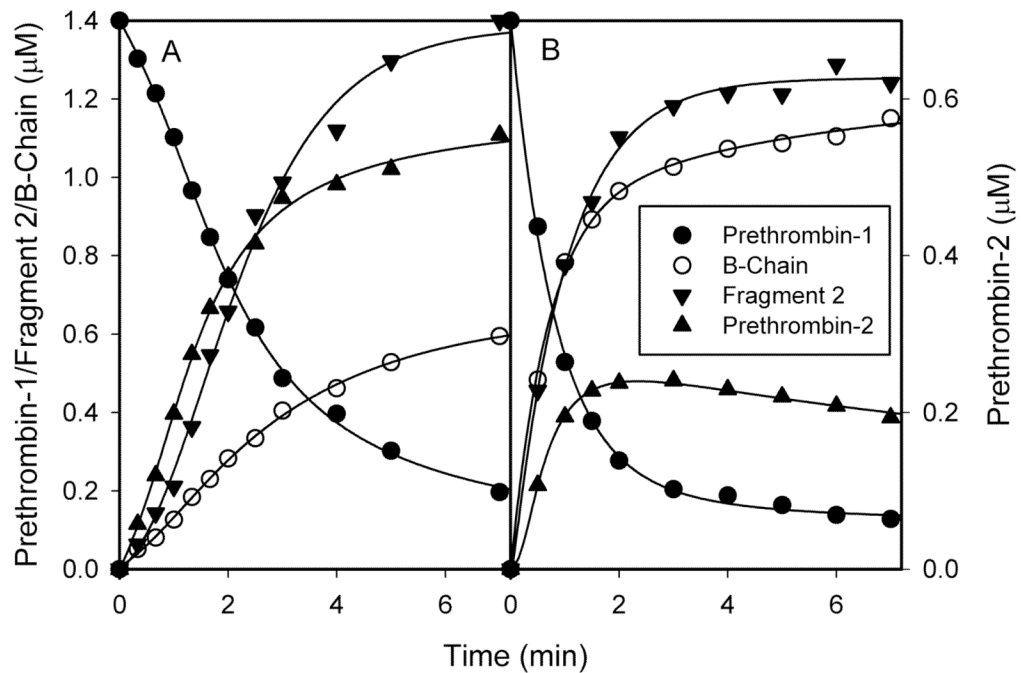 Prethrombin-1/Fragment 2/B-Chain (μM)
1.4
1.2
1.0
0.8
0.6
0.4
0.2
0.0
A
B
Prethrombin-1
B-Chain
Fragment 2
Prethrombin-2
0.6
0.4
0.2
0.0
Prethrombin-2 (μM)
0 2 4 6 0 2 4 6
Time (min)